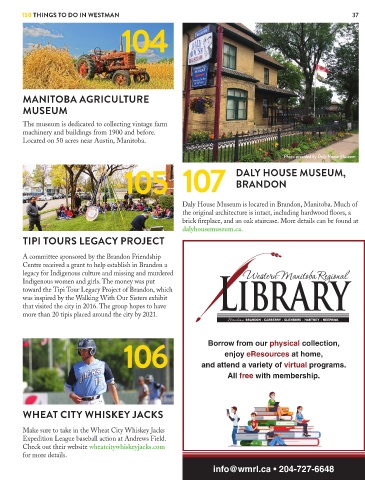 150 THINGS TO DO IN WESTMAN
37
104
MANITOBA AGRICULTURE
MUSEUM
The museum is dedicated to collecting vintage farm
machinery and buildings from 1900 and before.
Located on 50 acres near Austin, Manitoba.
105
TIPI TOURS LEGACY PROJECT
A committee sponsored by the Brandon Friendship
Centre received a grant to help establish in Brandon a
legacy for Indigenous culture and missing and murdered
Indigenous women and girls. The money was put
toward the Tipi Tour Legacy Project of Brandon, which
was inspired by the Walking With Our Sisters exhibit
that visited the city in 2016. The group hopes to have
more than 20 tipis placed around the city by 2021.
106
WHEAT CITY WHISKEY JACKS
Make sure to take in the Wheat City Whiskey Jacks
Expedition League baseball action at Andrews Field.
Check out their website wheatcitywhiskeyjacks.com
for more details.
Photo provided by Daly House Museum
107
DALY HOUSE MUSEUM,
BRANDON
Daly House Museum is located in Brandon, Manitoba. Much of
the original architecture is intact, including hardwood floors, a
brick fireplace, and an oak staircase. More details can be found at
dalyhousemuseum.ca.
Western Manitoba Regional
LIBRARY
BRANDON • CARBERRY • GLENBORO • HARTNEY • NEEPAWA
Borrow from our physical collection,
enjoy eResources at home,
and attend a variety of virtual programs.
All free with membership.
info@wmrl.ca • 204-727-6648